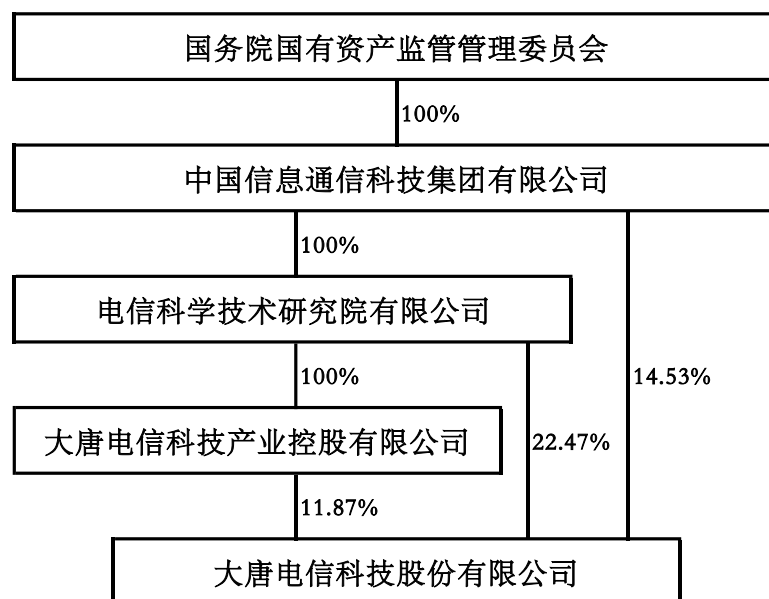 国务院国有资产监管管理委员会
100%
中国信息通信科技集团有限公司
100%
电信科学技术研究院有限公司
100%
14.53%
大唐电信科技产业控股有限公司
22.47%
11.87%
大唐电信科技股份有限公司